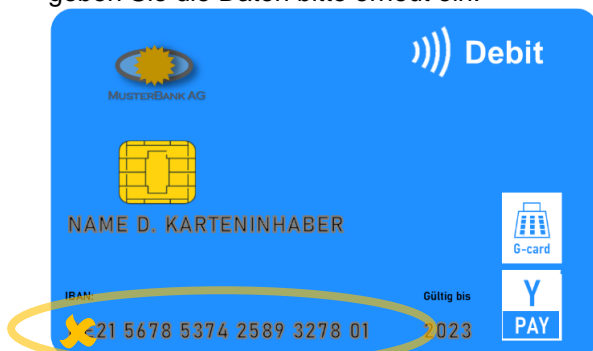 geben Sie die Daten bitte erneut ein.
Debit
MUSTERBANK AG
NAME D. KARTENINHABER
G-card
IBAN:
Gültig bis
21 5678 5374 2589 3278 01
2023
Y
PAY